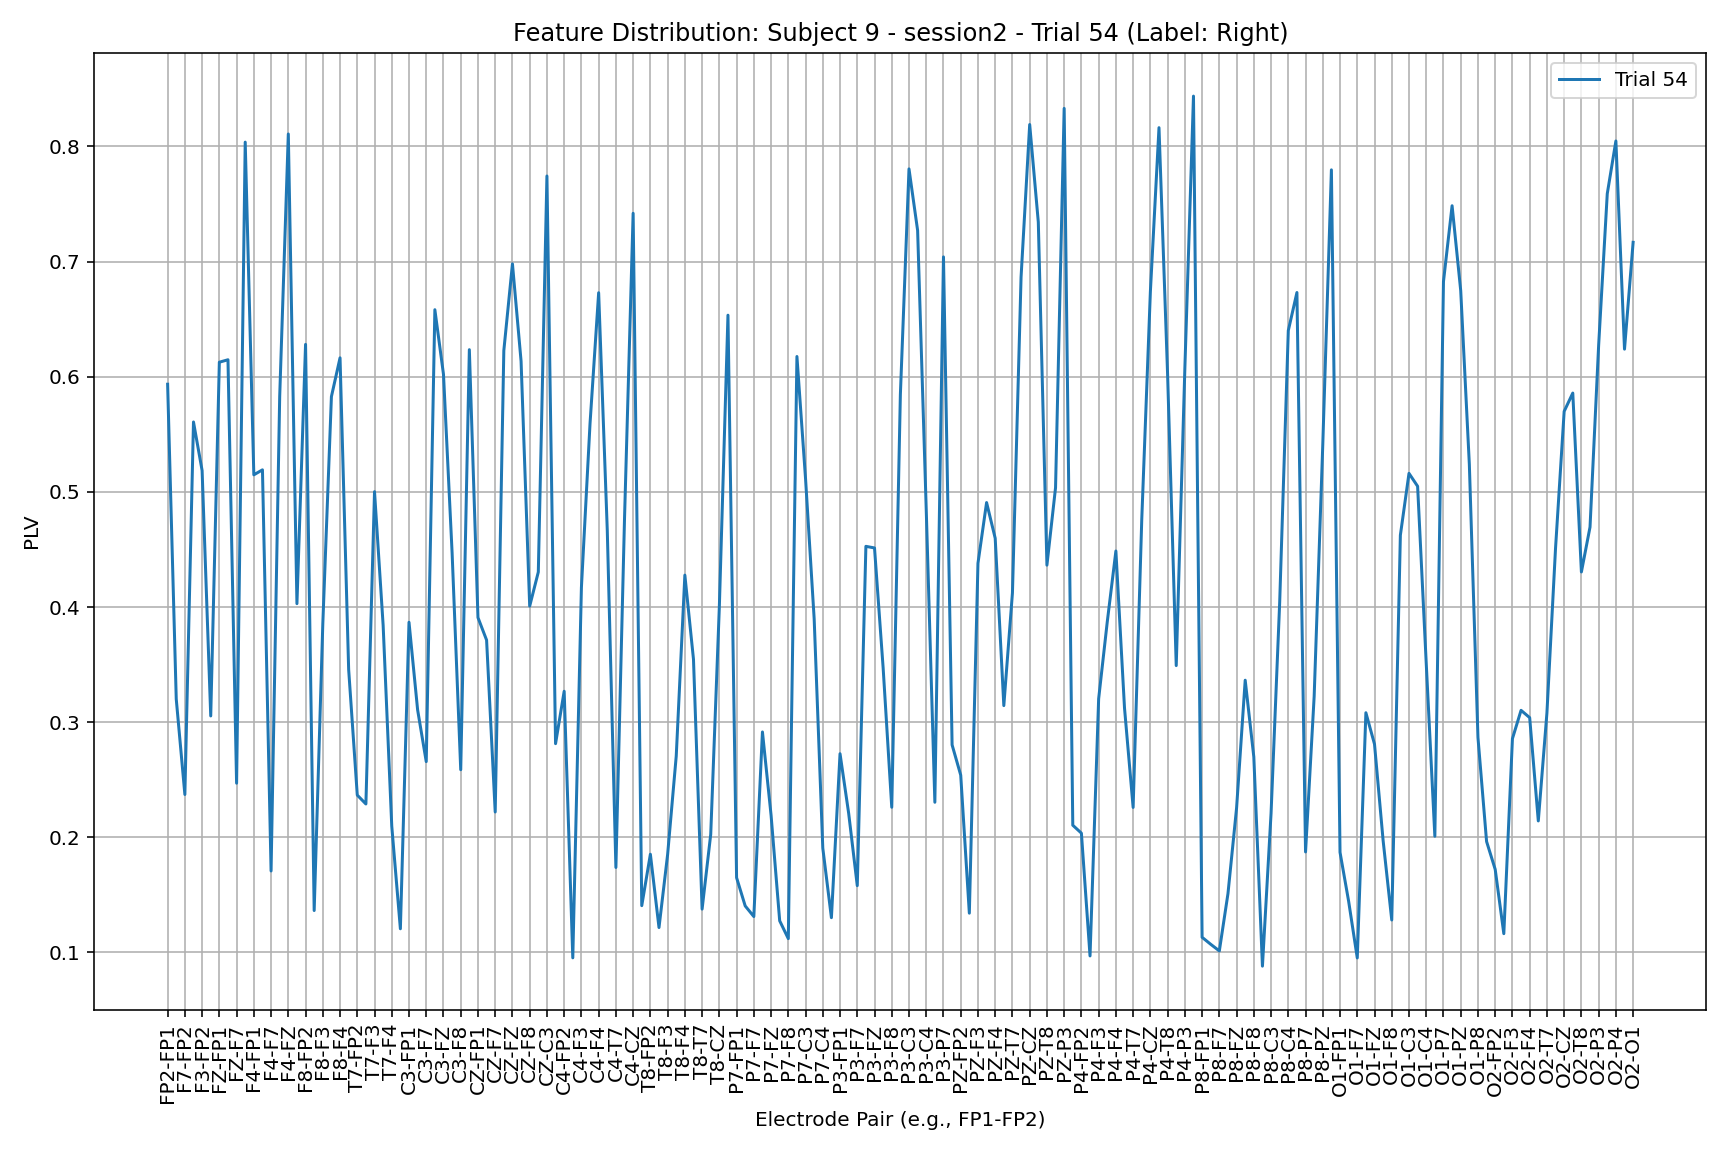 Feature Distribution: Subject 9 - session2 - Trial 54 (Label: Right)
Trial 54
PLV
0.8
0.7
0.6
0.5
0.4
0.3
0.2
0.1
FP2-FP1
F7-FP2
F3-FP2
FZ-FP1
FZ-F7
F4-FP1
F4-F7
F4-FZ
F8-FP2
F8-F3
F8-F4
T7-FP2
T7-F3
T7-F4
C3-FP1
C3-F7
C3-FZ
C3-F8
CZ-FP1
CZ-F7
CZ-FZ
CZ-F8
CZ-C3
C4-FP2
C4-F3
C4-F4
C4-T7
C4-CZ
T8-FP2
T8-F3
T8-F4
T8-T7
T8-CZ
P7-FP1
P7-F7
P7-FZ
P7-F8
P7-C3
P7-C4
P3-FP1
P3-F7
P3-FZ
P3-F8
P3-C3
P3-C4
P3-P7
PZ-FP2
PZ-F3
PZ-F4
PZ-T7
PZ-CZ
PZ-T8
PZ-P3
P4-FP2
P4-F3
P4-F4
P4-T7
P4-CZ
P4-T8
P4-P3
P8-FP1
P8-F7
P8-FZ
P8-F8
P8-C3
P8-C4
P8-P7
P8-PZ
O1-FP1
O1-F7
O1-FZ
O1-F8
O1-C3
O1-C4
O1-P7
O1-PZ
O1-P8
O2-FP2
O2-F3
O2-F4
O2-T7
O2-CZ
O2-T8
O2-P3
O2-P4
O2-O1
Electrode Pair (e.g., FP1-FP2)